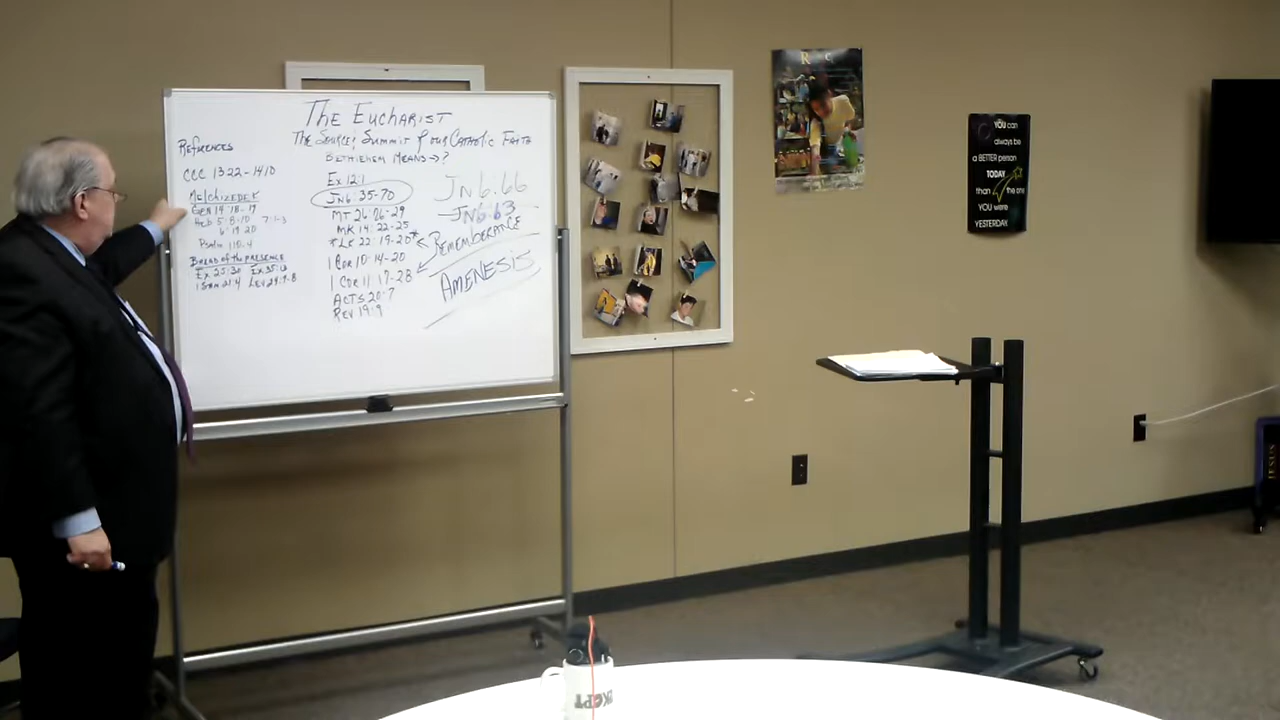 The Eucharist
The Source & Summit of our Catholic Faith
Bethlehem Means → ?
References
CCC 1322-1410
Melchizedek
Gen 14:18-19
Heb 5:8-10 7:1-3
6:19-20
Psalm 110:4
Bread of the presence
Ex 25:30 Ex 35:13
1 Sam 21:4 Lev 24:9-8
Ex 12:1
Jn 6:35-70
Mt 26:26-29
Mk 14:22-25
*Lk 22:19-20*
1 Cor 10:14-20
1 Cor 11:17-28
Acts 20:7
Rev 19:9
Jn 6:66
Jn 6:63
Rememberance
Amenesis
R C
YOU can
always be
a BETTER person
TODAY
than the one
YOU were
YESTERDAY
JESUS